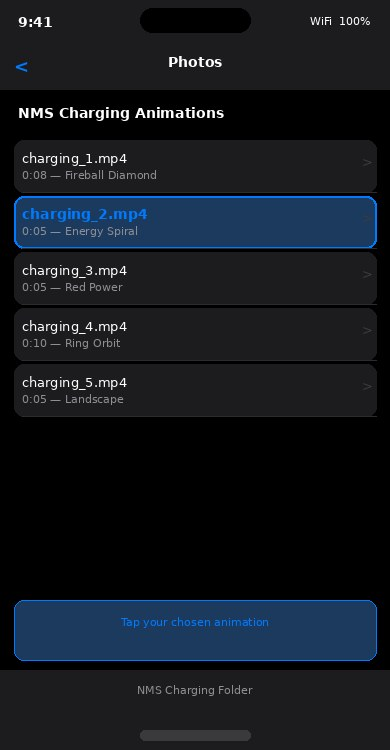 9:41
WiFi 100%
<
Photos
NMS Charging Animations
charging_1.mp4
>
0:08 — Fireball Diamond
charging_2.mp4
>
0:05 — Energy Spiral
charging_3.mp4
>
0:05 — Red Power
charging_4.mp4
>
0:10 — Ring Orbit
charging_5.mp4
>
0:05 — Landscape
Tap your chosen animation
NMS Charging Folder